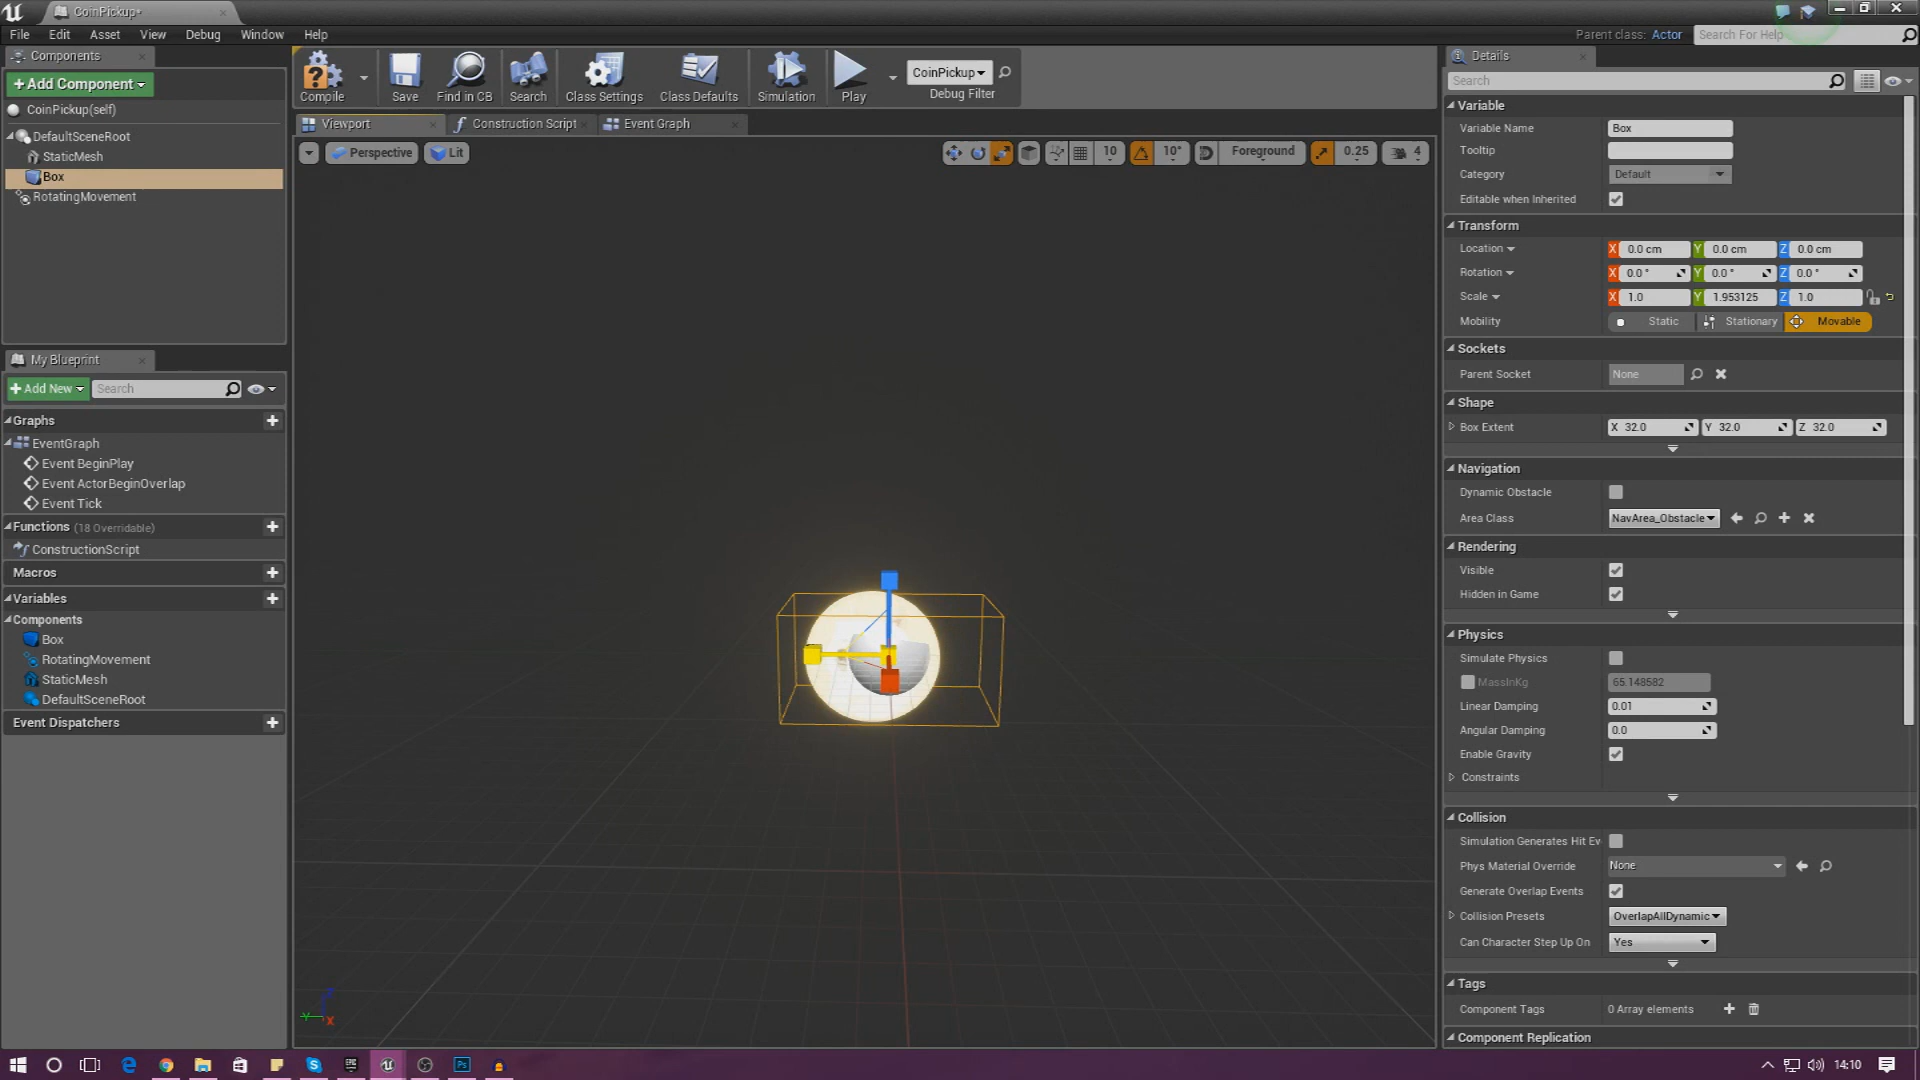 CoinPickup*
File Edit Asset View Debug Window Help
Parent class: Actor
Search For Help
Components
+ Add Component
CoinPickup(self)
DefaultSceneRoot
StaticMesh
Box
RotatingMovement
Compile
Save
Find in CB
Search
Class Settings
Class Defaults
Simulation
Play
CoinPickup
Debug Filter
Viewport
Construction Script
Event Graph
Perspective
Lit
10
10°
Foreground
0.25
4
My Blueprint
+ Add New
Search
Graphs
EventGraph
Event BeginPlay
Event ActorBeginOverlap
Event Tick
Functions (18 Overridable)
ConstructionScript
Macros
Variables
Components
Box
RotatingMovement
StaticMesh
DefaultSceneRoot
Event Dispatchers
Details
Search
Variable
Variable Name Box
Tooltip
Category Default
Editable when Inherited
Transform
Location X 0.0 cm Y 0.0 cm Z 0.0 cm
Rotation X 0.0 ° Y 0.0 ° Z 0.0 °
Scale X 1.0 Y 1.953125 Z 1.0
Mobility Static Stationary Movable
Sockets
Parent Socket None
Shape
Box Extent X 32.0 Y 32.0 Z 32.0
Navigation
Dynamic Obstacle
Area Class NavArea_Obstacle
Rendering
Visible
Hidden in Game
Physics
Simulate Physics
MassInKg 65.148582
Linear Damping 0.01
Angular Damping 0.0
Enable Gravity
Constraints
Collision
Simulation Generates Hit Ev
Phys Material Override None
Generate Overlap Events
Collision Presets OverlapAllDynamic
Can Character Step Up On Yes
Tags
Component Tags 0 Array elements
Component Replication
Z
Y
X
14:10